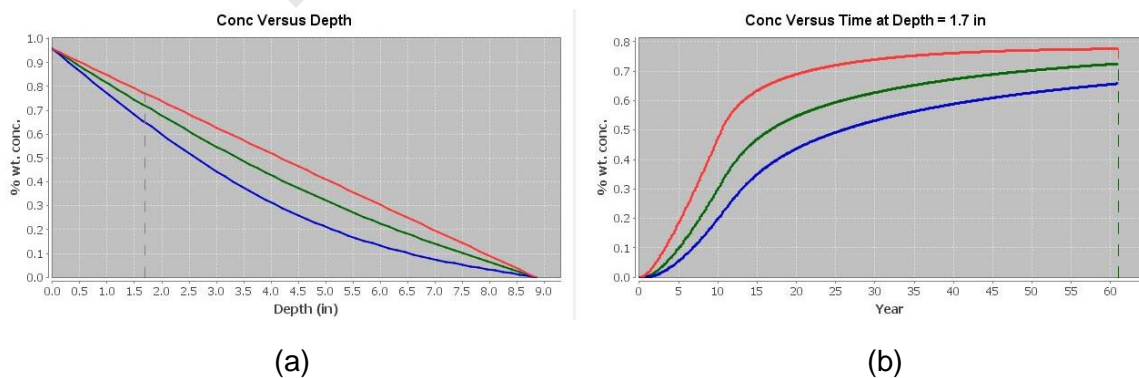 Conc Versus Depth
1.0
0.9
0.8
0.7
0.6
0.5
0.4
0.3
0.2
0.1
0.0
% wt. conc.
0.0 0.5 1.0 1.5 2.0 2.5 3.0 3.5 4.0 4.5 5.0 5.5 6.0 6.5 7.0 7.5 8.0 8.5 9.0
Depth (in)
(a)
Conc Versus Time at Depth = 1.7 in
0.8
0.7
0.6
0.5
0.4
0.3
0.2
0.1
0.0
% wt. conc.
0 5 10 15 20 25 30 35 40 45 50 55 60
Year
(b)